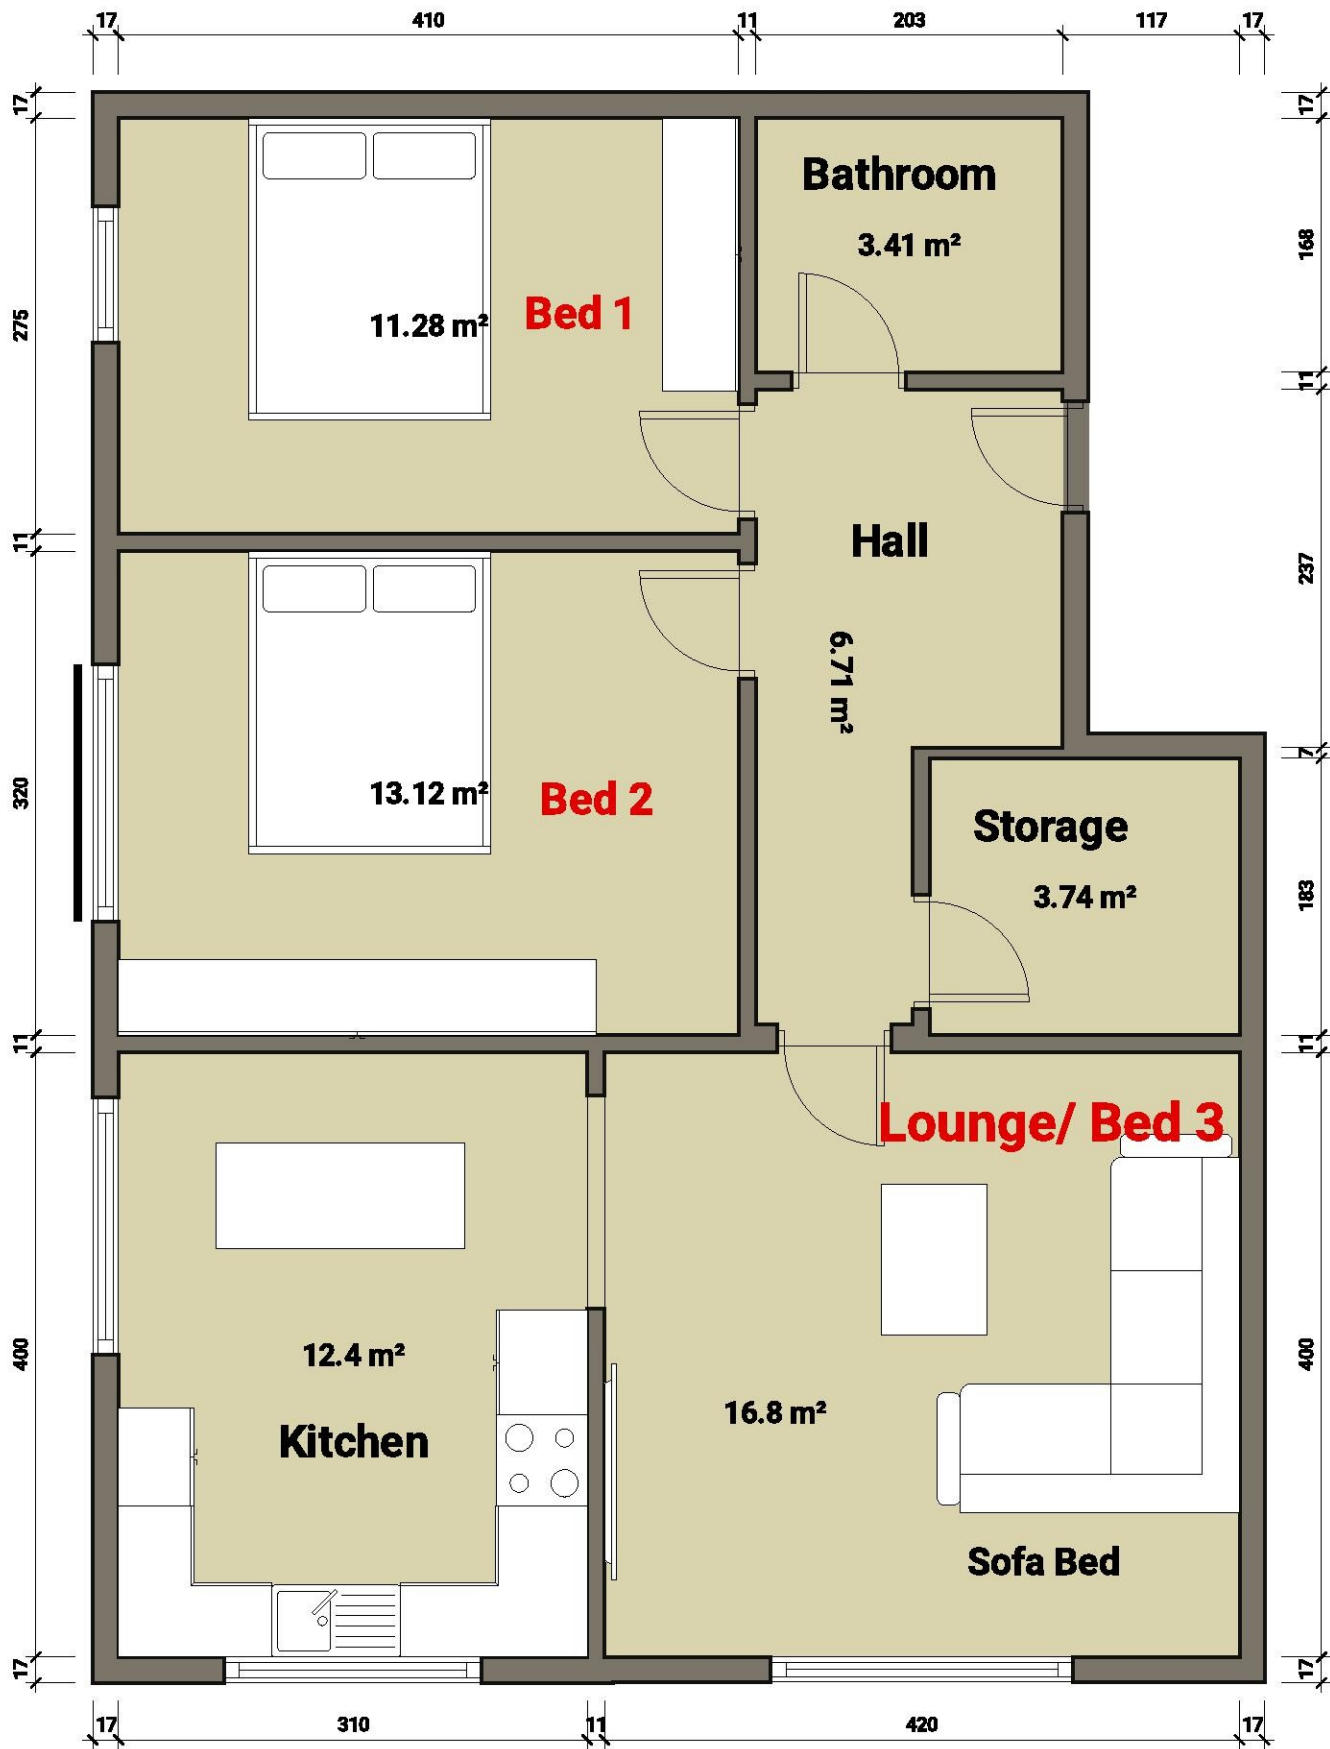 17 410 11 203 117 17
17
17
Bathroom
3.41 m²
168
275
11.28 m² Bed 1
11
11
Hall
237
6.71 m²
7
320
13.12 m² Bed 2
Storage
3.74 m²
183
11
11
Lounge/ Bed 3
400
12.4 m²
400
16.8 m²
Kitchen
Sofa Bed
17
17
17 310 11 420 17